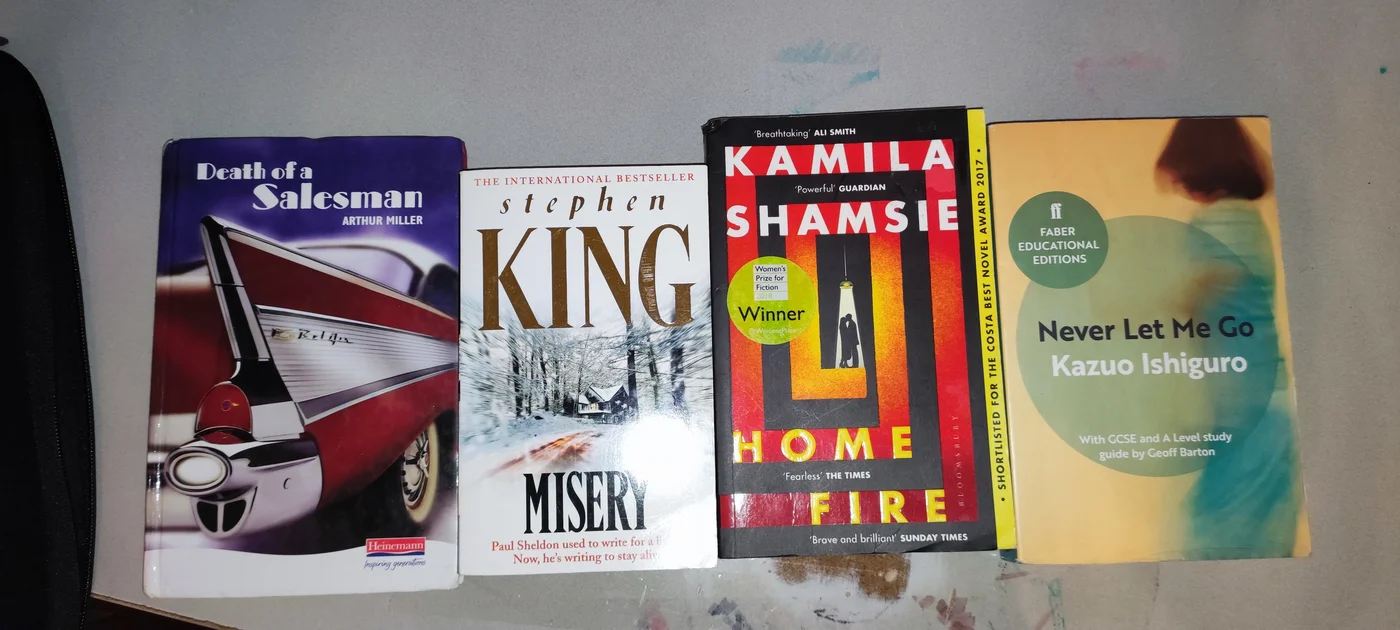 Death of a
Salesman
ARTHUR MILLER
Heinemann
Inspiring generations
THE INTERNATIONAL BESTSELLER
stephen
KING
MISERY
Paul Sheldon used to write for a
Now, he's writing to stay
'Breathtaking' ALI SMITH
KAMILA
'Powerful' GUARDIAN
SHAMSIE
Women's
Prize for
Fiction
Winner
HOME
'Fearless' THE TIMES
FIRE
'Brave and brilliant' SUNDAY TIMES
BLOOMSBURY
• SHORTLISTED FOR THE COSTA BEST NOVEL AWARD 2017 •
ff
FABER
EDUCATIONAL
EDITIONS
Never Let Me Go
Kazuo Ishiguro
With GCSE and A Level study
guide by Geoff Barton